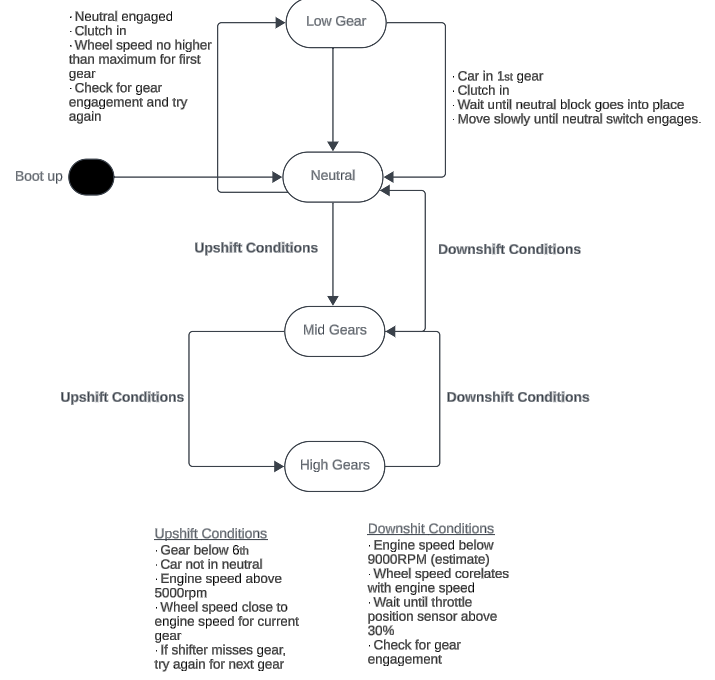 · Neutral engaged
· Clutch in
· Wheel speed no higher
than maximum for first
gear
· Check for gear
engagement and try
again
Low Gear
· Car in 1st gear
· Clutch in
· Wait until neutral block goes into place
· Move slowly until neutral switch engages.
Boot up
Neutral
Upshift Conditions
Downshift Conditions
Mid Gears
Upshift Conditions
Downshift Conditions
High Gears
Upshift Conditions
· Gear below 6th
· Car not in neutral
· Engine speed above
5000rpm
· Wheel speed close to
engine speed for current
gear
· If shifter misses gear,
try again for next gear
Downshit Conditions
· Engine speed below
9000RPM (estimate)
· Wheel speed corelates
with engine speed
· Wait until throttle
position sensor above
30%
· Check for gear
engagement